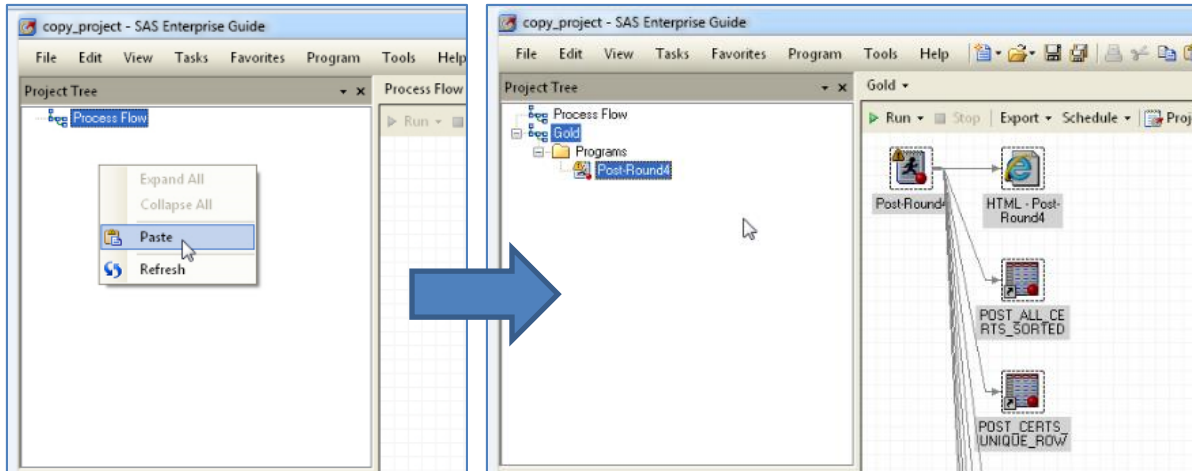 copy_project - SAS Enterprise Guide
File Edit View Tasks Favorites Program Tools Help
Project Tree
Process Flow
Process Flow
Run
Expand All
Collapse All
Paste
Refresh
copy_project - SAS Enterprise Guide
File Edit View Tasks Favorites Program Tools Help
Project Tree
Gold
Process Flow
Gold
Programs
Post-Round4
Run Stop Export Schedule Proj
Post-Round4
HTML - Post-
Round4
POST_ALL_CE
RTS_SORTED
POST_CERTS_
UNIQUE_ROW